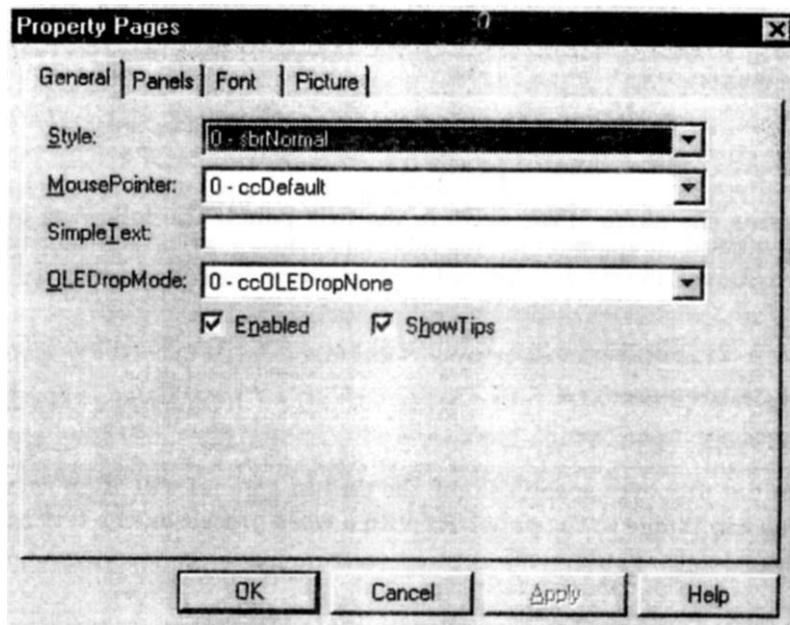 Property Pages
General Panels Font Picture
Style: 0 - sbrNormal
MousePointer: 0 - ccDefault
SimpleText:
OLEDropMode: 0 - ccOLEDropNone
Enabled ShowTips
OK Cancel Apply Help